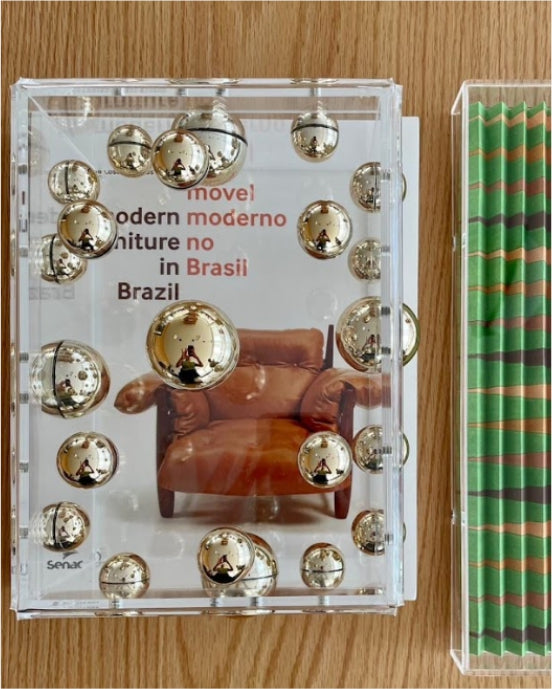 movel
odern moderno
niture no
in Brasil
Brazil
Senac